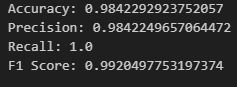 Accuracy: 0.9842292923752057
Precision: 0.9842249657064472
Recall: 1.0
F1 Score: 0.9920497753197374